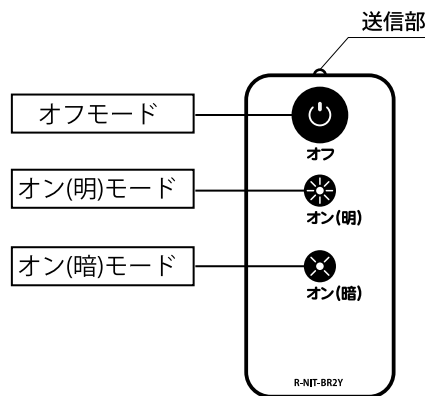 送信部
オフモード
オフ
オン(明)モード
オン(明)
オン(暗)モード
オン(暗)
R-NIT-BR2Y